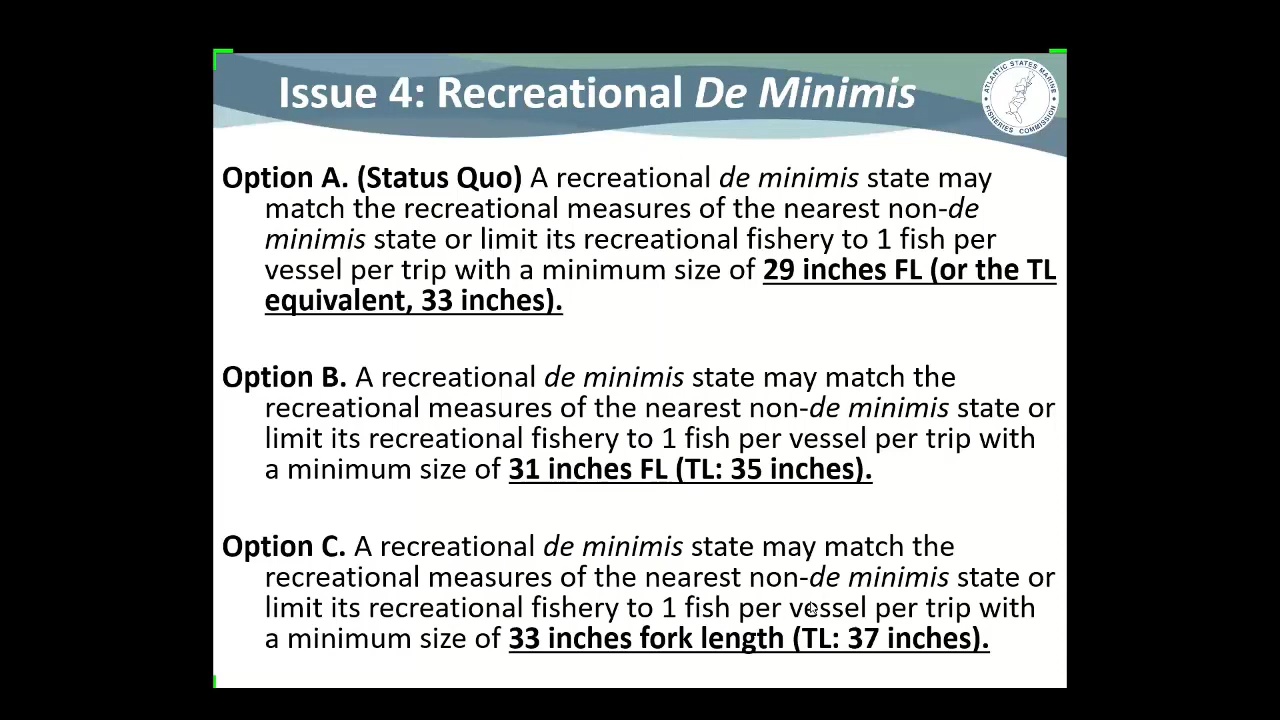 Issue 4: Recreational De Minimis
ATLANTIC STATES MARINE
FISHERIES COMMISSION
Option A. (Status Quo) A recreational de minimis state may
match the recreational measures of the nearest non-de
minimis state or limit its recreational fishery to 1 fish per
vessel per trip with a minimum size of 29 inches FL (or the TL
equivalent, 33 inches).
Option B. A recreational de minimis state may match the
recreational measures of the nearest non-de minimis state or
limit its recreational fishery to 1 fish per vessel per trip with
a minimum size of 31 inches FL (TL: 35 inches).
Option C. A recreational de minimis state may match the
recreational measures of the nearest non-de minimis state or
limit its recreational fishery to 1 fish per vessel per trip with
a minimum size of 33 inches fork length (TL: 37 inches).